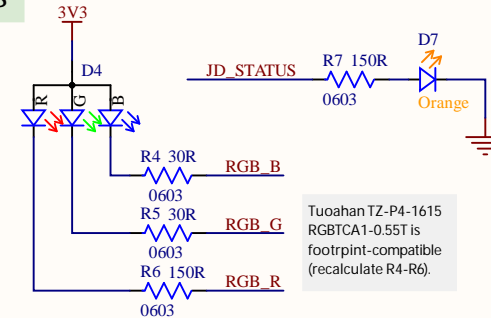 3V3
D4
R
G
B
R4 30R
0603
RGB_B
R5 30R
0603
RGB_G
R6 150R
0603
RGB_R
JD_STATUS
R7 150R
0603
D7
Orange
Tuoahan TZ-P4-1615
RGBTCA1-0.55T is
footrpint-compatible
(recalculate R4-R6).